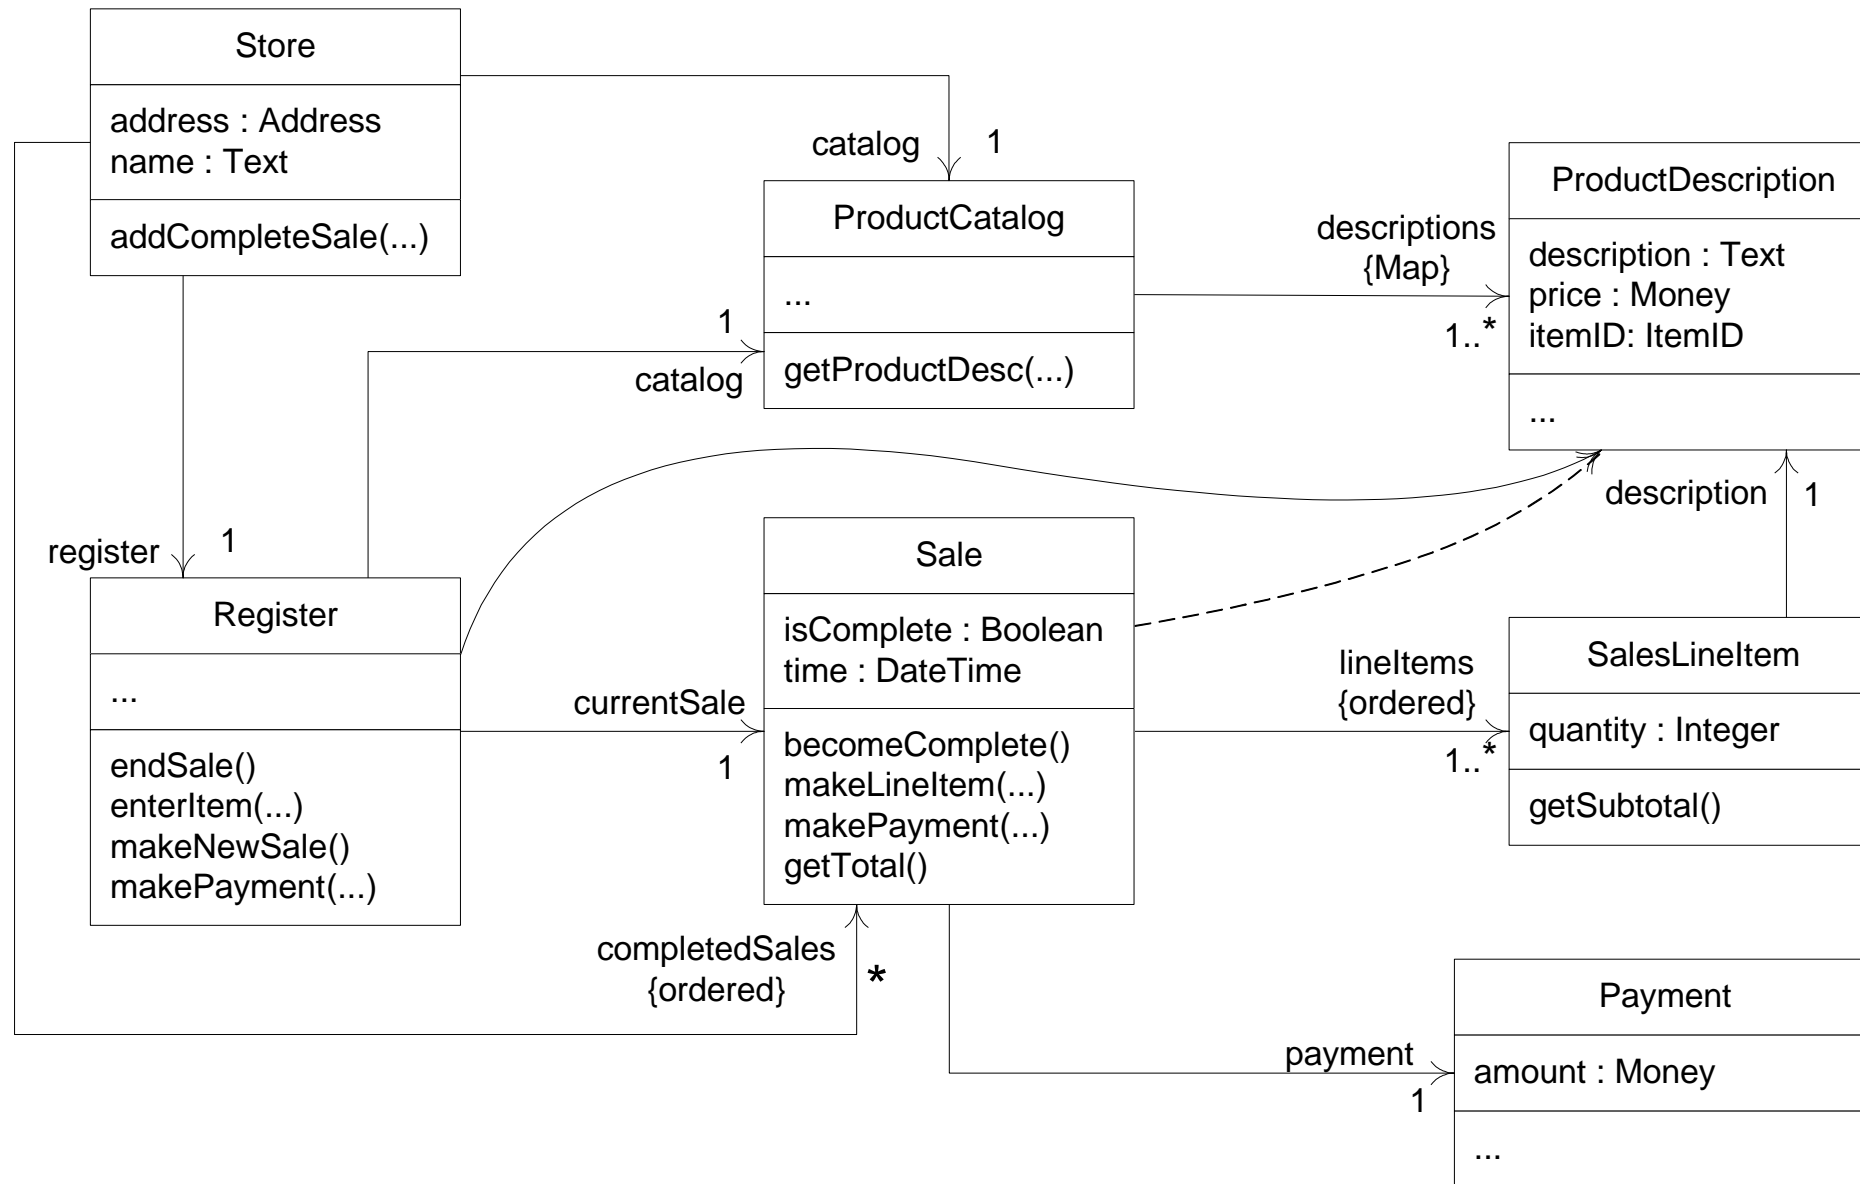 Store
address : Address
name : Text
addCompleteSale(...)
catalog
1
ProductCatalog
...
getProductDesc(...)
descriptions
{Map}
1..*
ProductDescription
description : Text
price : Money
itemID: ItemID
...
1
catalog
register
1
Register
...
endSale()
enterItem(...)
makeNewSale()
makePayment(...)
currentSale
1
Sale
isComplete : Boolean
time : DateTime
becomeComplete()
makeLineItem(...)
makePayment(...)
getTotal()
description
1
lineItems
{ordered}
1..*
SalesLineItem
quantity : Integer
getSubtotal()
completedSales
{ordered}
*
payment
1
Payment
amount : Money
...